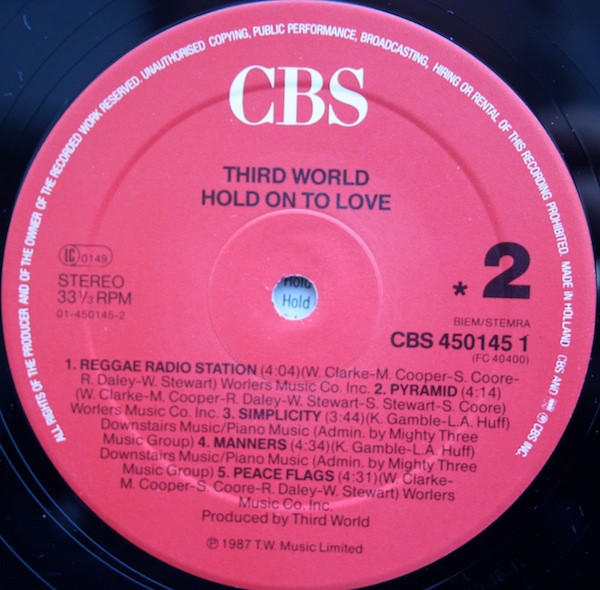 ALL RIGHTS OF THE PRODUCER AND OF THE OWNER OF THE RECORDED WORK RESERVED. UNAUTHORISED COPYING, PUBLIC PERFORMANCE, BROADCASTING, HIRING OR RENTAL OF THIS RECORDING PROHIBITED. MADE IN HOLLAND CBS AND ℗ CBS INC.
CBS
THIRD WORLD
HOLD ON TO LOVE
LC 0149
STEREO
33 1/3 RPM
01-450145-2
* 2
BIEM/STEMRA
CBS 450145 1
(FC 40400)
Hold
Hold
1. REGGAE RADIO STATION (4:04)(W. Clarke-M. Cooper-S. Coore-
R. Daley-W. Stewart) Worlers Music Co. Inc. 2. PYRAMID (4:14)
(W. Clarke-M. Cooper-R. Daley-W. Stewart-S. Stewart-S. Coore)
Worlers Music Co. Inc. 3. SIMPLICITY (3:44)(K. Gamble-L.A. Huff)
Downstairs Music/Piano Music (Admin. by Mighty Three
Music Group) 4. MANNERS (4:34)(K. Gamble-L.A. Huff)
Downstairs Music/Piano Music (Admin. by Mighty Three
Music Group) 5. PEACE FLAGS (4:31)(W. Clarke-
M. Cooper-S. Coore-R. Daley-W. Stewart) Worlers
Music Co. Inc.
Produced by Third World
℗ 1987 T.W. Music Limited